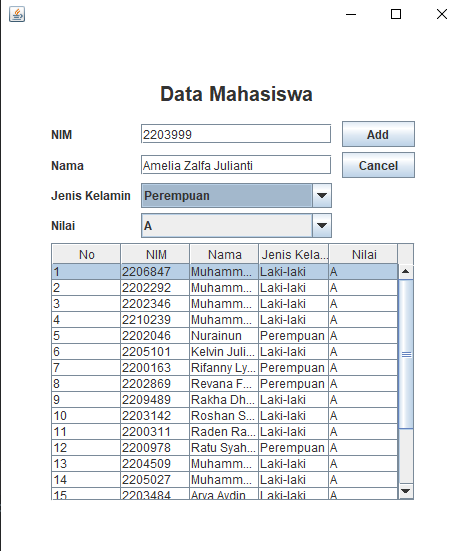 Data Mahasiswa
NIM 2203999 Add
Nama Amelia Zalfa Julianti Cancel
Jenis Kelamin Perempuan
Nilai A
No NIM Nama Jenis Kela... Nilai
1 2206847 Muhamm... Laki-laki A
2 2202292 Muhamm... Laki-laki A
3 2202346 Muhamm... Laki-laki A
4 2210239 Muhamm... Laki-laki A
5 2202046 Nurainun Perempuan A
6 2205101 Kelvin Juli... Laki-laki A
7 2200163 Rifanny Ly... Perempuan A
8 2202869 Revana F... Perempuan A
9 2209489 Rakha Dh... Laki-laki A
10 2203142 Roshan S... Laki-laki A
11 2200311 Raden Ra... Laki-laki A
12 2200978 Ratu Syah... Perempuan A
13 2204509 Muhamm... Laki-laki A
14 2205027 Muhamm... Laki-laki A
15 2203484 Arya Aydin Laki-laki A